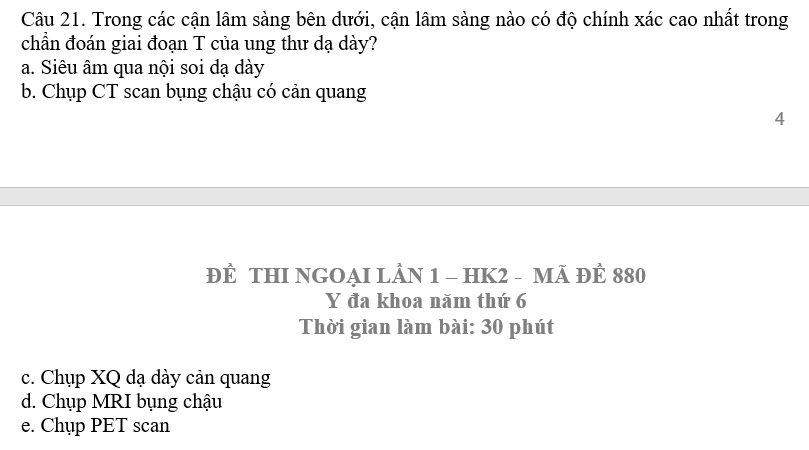 Câu 21. Trong các cận lâm sàng bên dưới, cận lâm sàng nào có độ chính xác cao nhất trong
chẩn đoán giai đoạn T của ung thư dạ dày?
a. Siêu âm qua nội soi dạ dày
b. Chụp CT scan bụng chậu có cản quang
4
ĐỀ THI NGOẠI LẦN 1 – HK2 - MÃ ĐỀ 880
Y đa khoa năm thứ 6
Thời gian làm bài: 30 phút
c. Chụp XQ dạ dày cản quang
d. Chụp MRI bụng chậu
e. Chụp PET scan